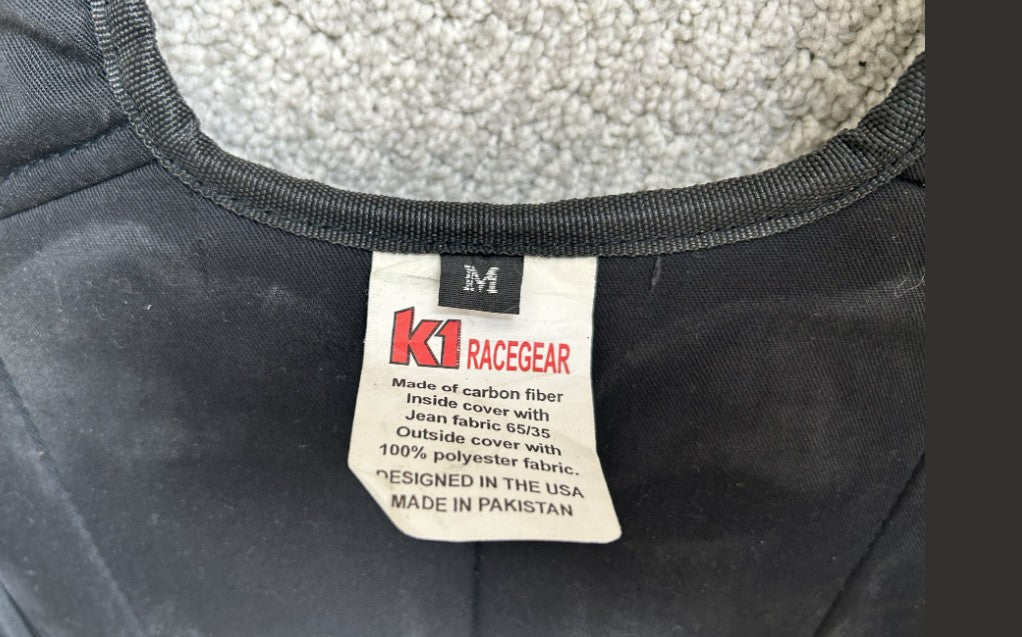 M
K1 RACEGEAR
Made of carbon fiber
Inside cover with
Jean fabric 65/35
Outside cover with
100% polyester fabric.
DESIGNED IN THE USA
MADE IN PAKISTAN